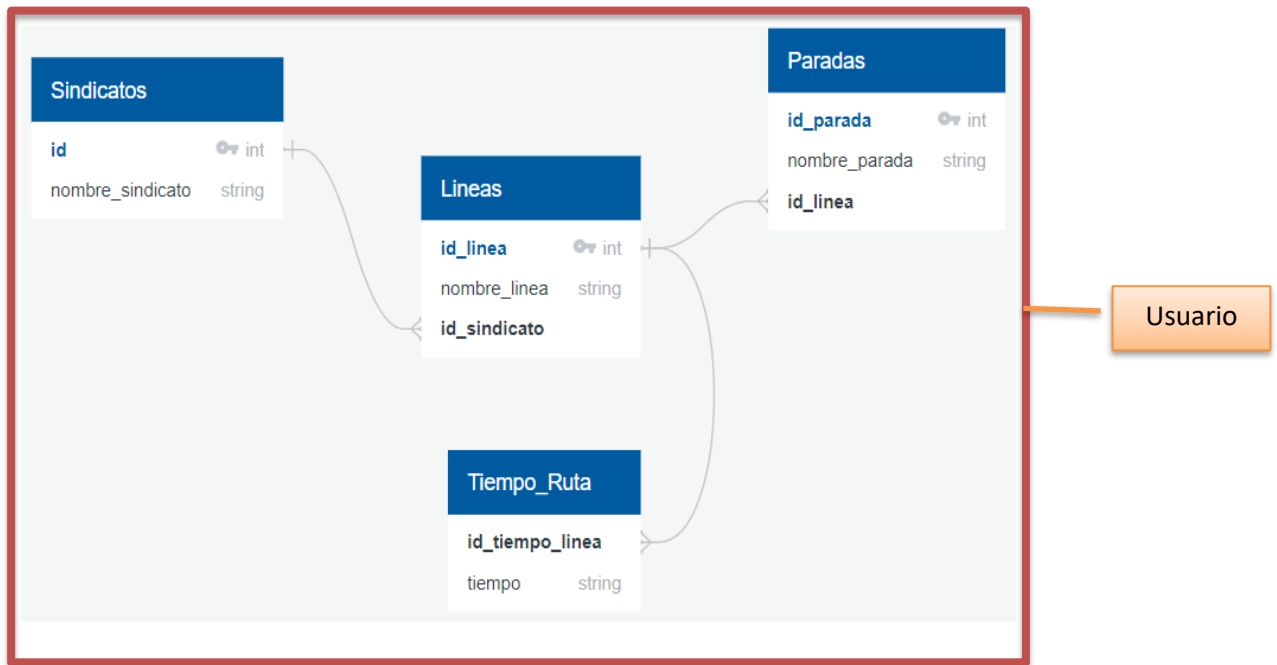 Sindicatos
id int
nombre_sindicato string
Lineas
id_linea int
nombre_linea string
id_sindicato
Paradas
id_parada int
nombre_parada string
id_linea
Tiempo_Ruta
id_tiempo_linea
tiempo string
Usuario